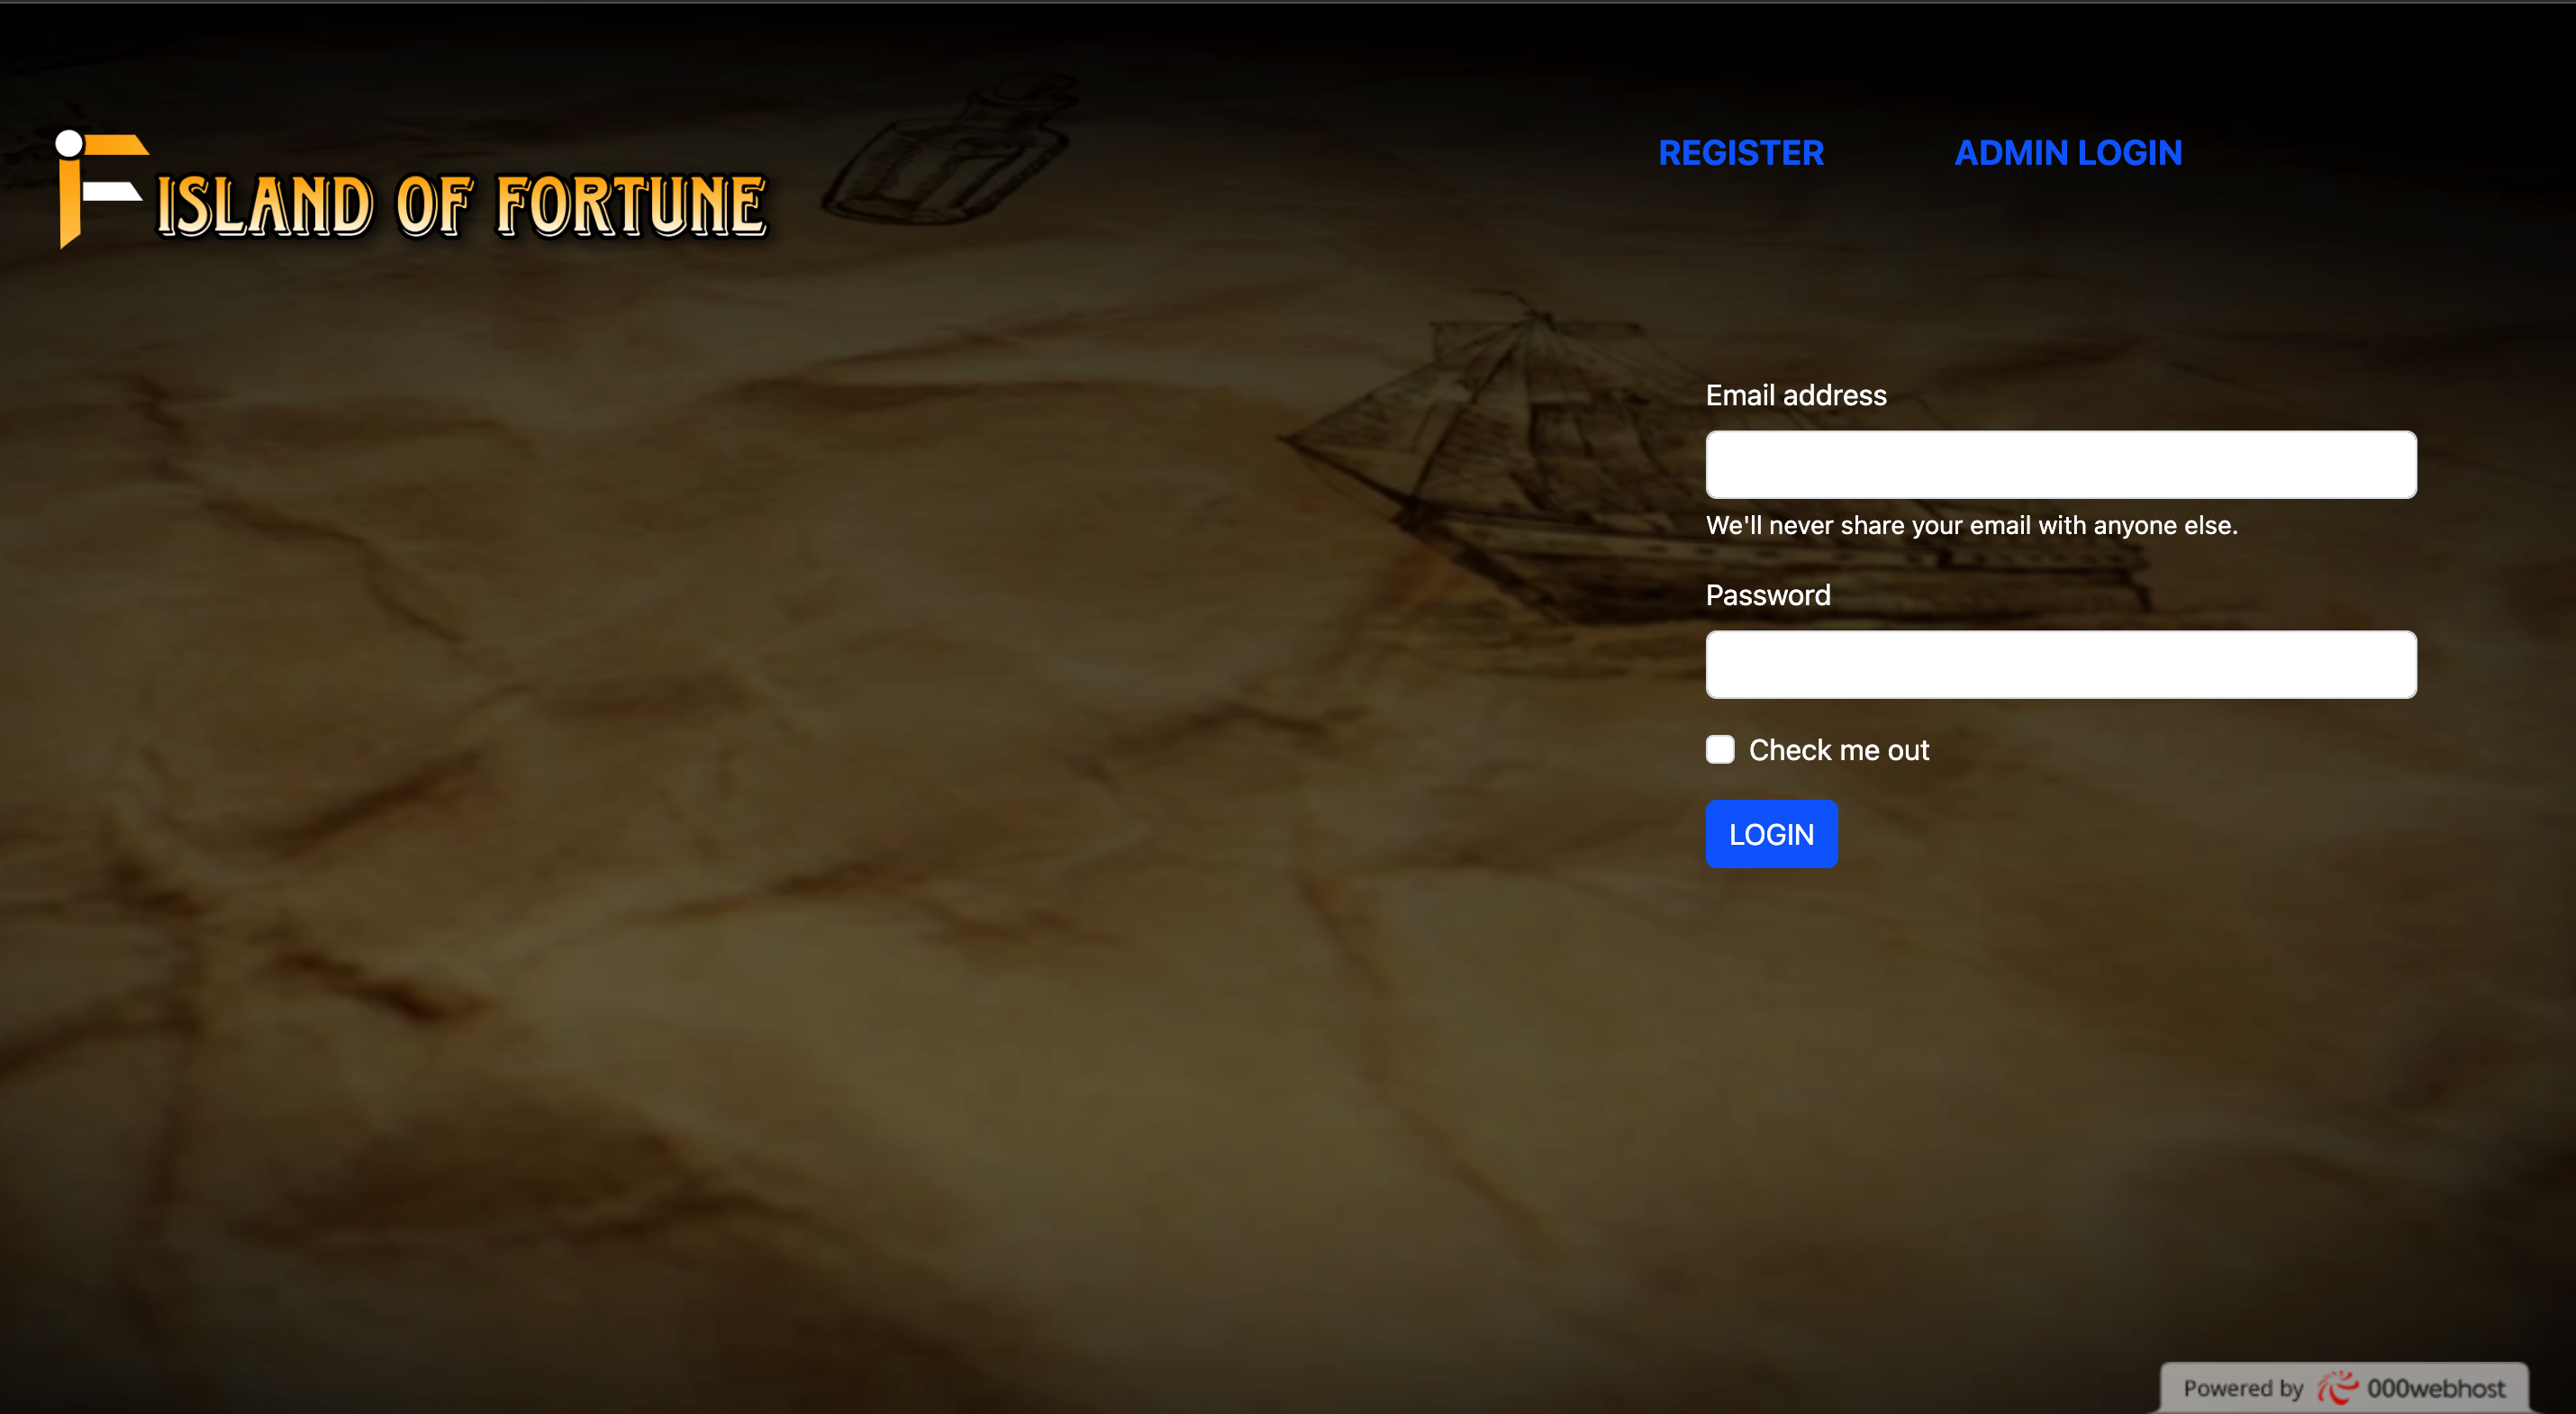 ISLAND OF FORTUNE
REGISTER ADMIN LOGIN
Email address
We'll never share your email with anyone else.
Password
Check me out
LOGIN
Powered by 000webhost